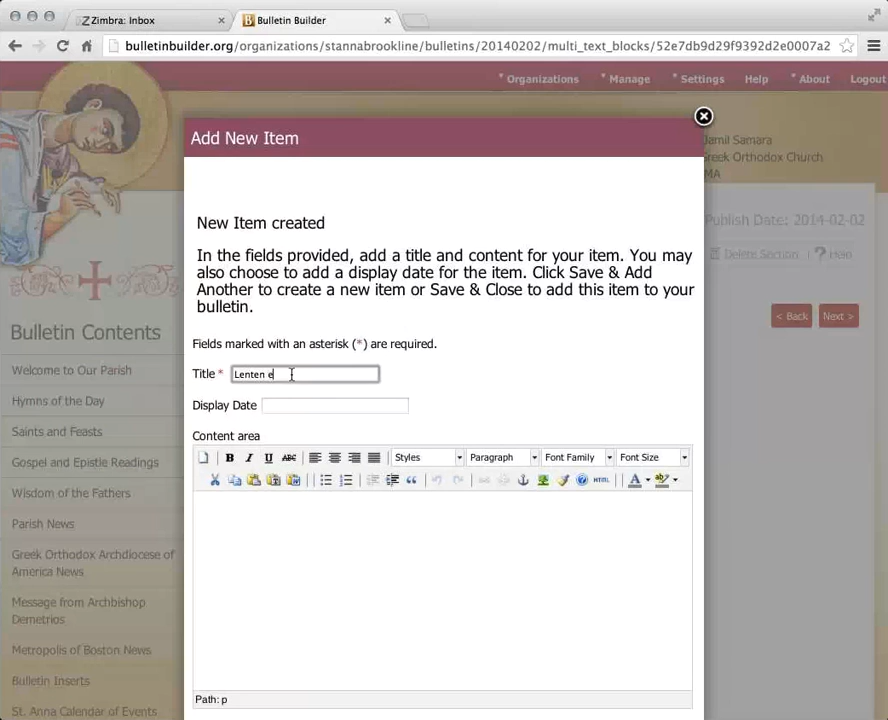 Zimbra: Inbox
Bulletin Builder
bulletinbuilder.org/organizations/stannabrookline/bulletins/20140202/multi_text_blocks/52e7db9d29f9392d2e0007a2
Organizations Manage Settings Help About Logout
Add New Item
Jamil Samara
Greek Orthodox Church
MA
Publish Date: 2014-02-02
Delete Section Help
< Back Next >
New Item created
In the fields provided, add a title and content for your item. You may
also choose to add a display date for the item. Click Save & Add
Another to create a new item or Save & Close to add this item to your
bulletin.
Fields marked with an asterisk (*) are required.
Title * Lenten e
Display Date
Content area
B I U ABC Styles Paragraph Font Family Font Size
HTML A ab
Path: p
Bulletin Contents
Welcome to Our Parish
Hymns of the Day
Saints and Feasts
Gospel and Epistle Readings
Wisdom of the Fathers
Parish News
Greek Orthodox Archdiocese of
America News
Message from Archbishop
Demetrios
Metropolis of Boston News
Bulletin Inserts
St. Anna Calendar of Events